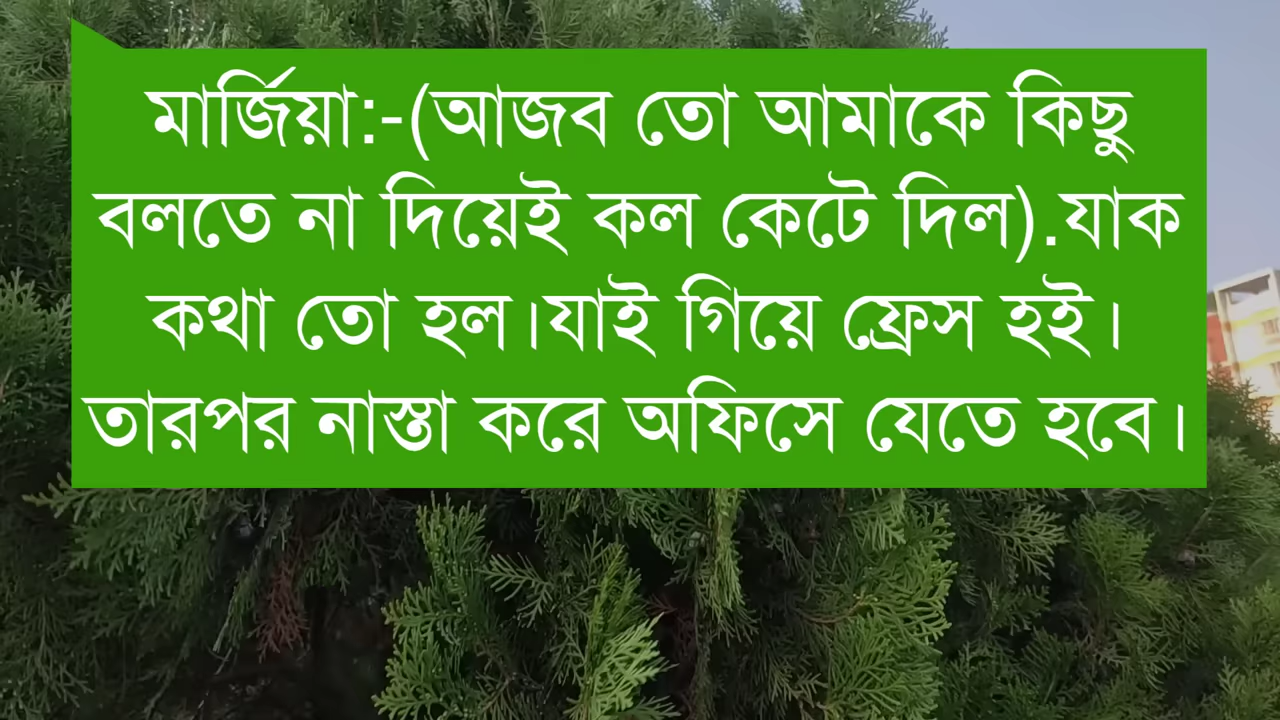 মার্জিয়া:-(আজব তো আমাকে কিছু
বলতে না দিয়েই কল কেটে দিল).যাক
কথা তো হল।যাই গিয়ে ফ্রেস হই।
তারপর নাস্তা করে অফিসে যেতে হবে।